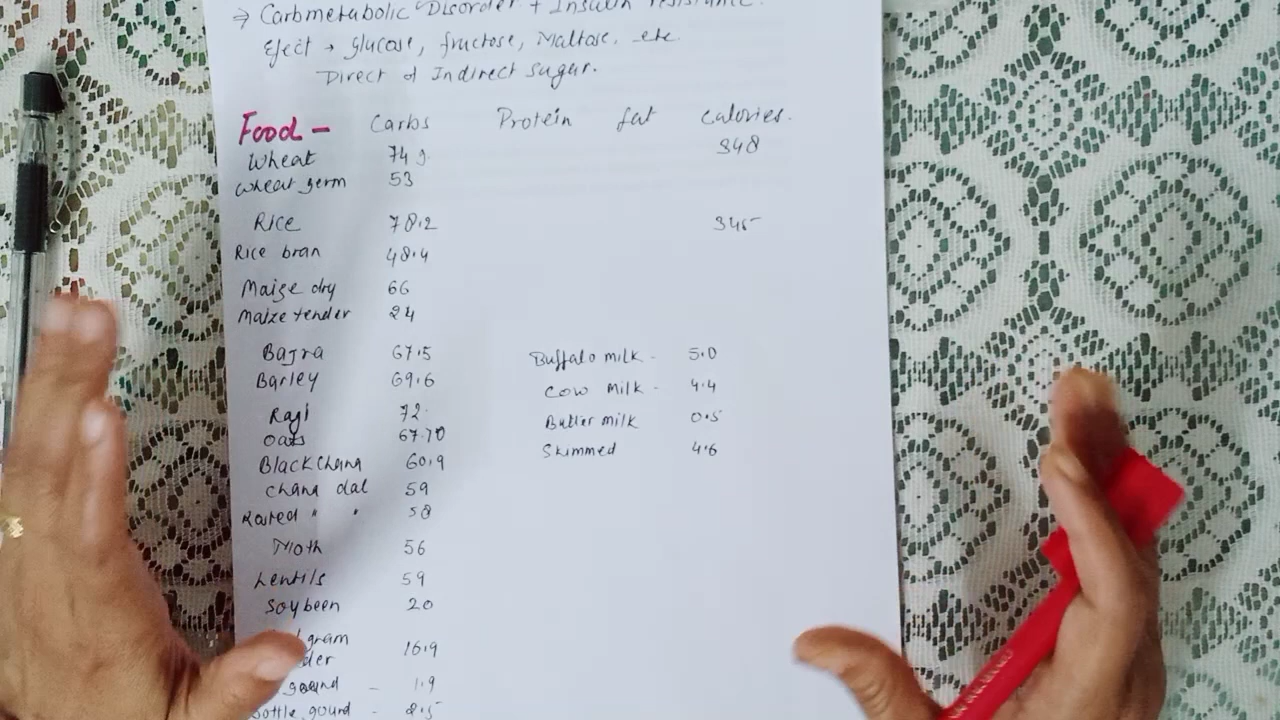 ⇒ Carbmetabolic Disorder + Insulin resistance.
Efect → glucose, fructose, Maltose, etc.
Direct of Indirect sugar.
Food - Carbs Protein fat calories.
Wheat 74 g 348
wheat germ 53
Rice 78.2 345
Rice bran 48.4
Maize dry 66
Maize tender 24
Bajra 67.5 Buffalo milk - 5.0
Barley 69.6 Cow milk - 4.4
Ragi 72 Butter milk 0.5
oats 67.70 Skimmed 4.6
Black chana 60.9
chana dal 59
Rosted " " 58
Moth 56
Lentils 59
Soybeen 20
gram
16.9
gourd - 1.9
bottle gourd - 2.5